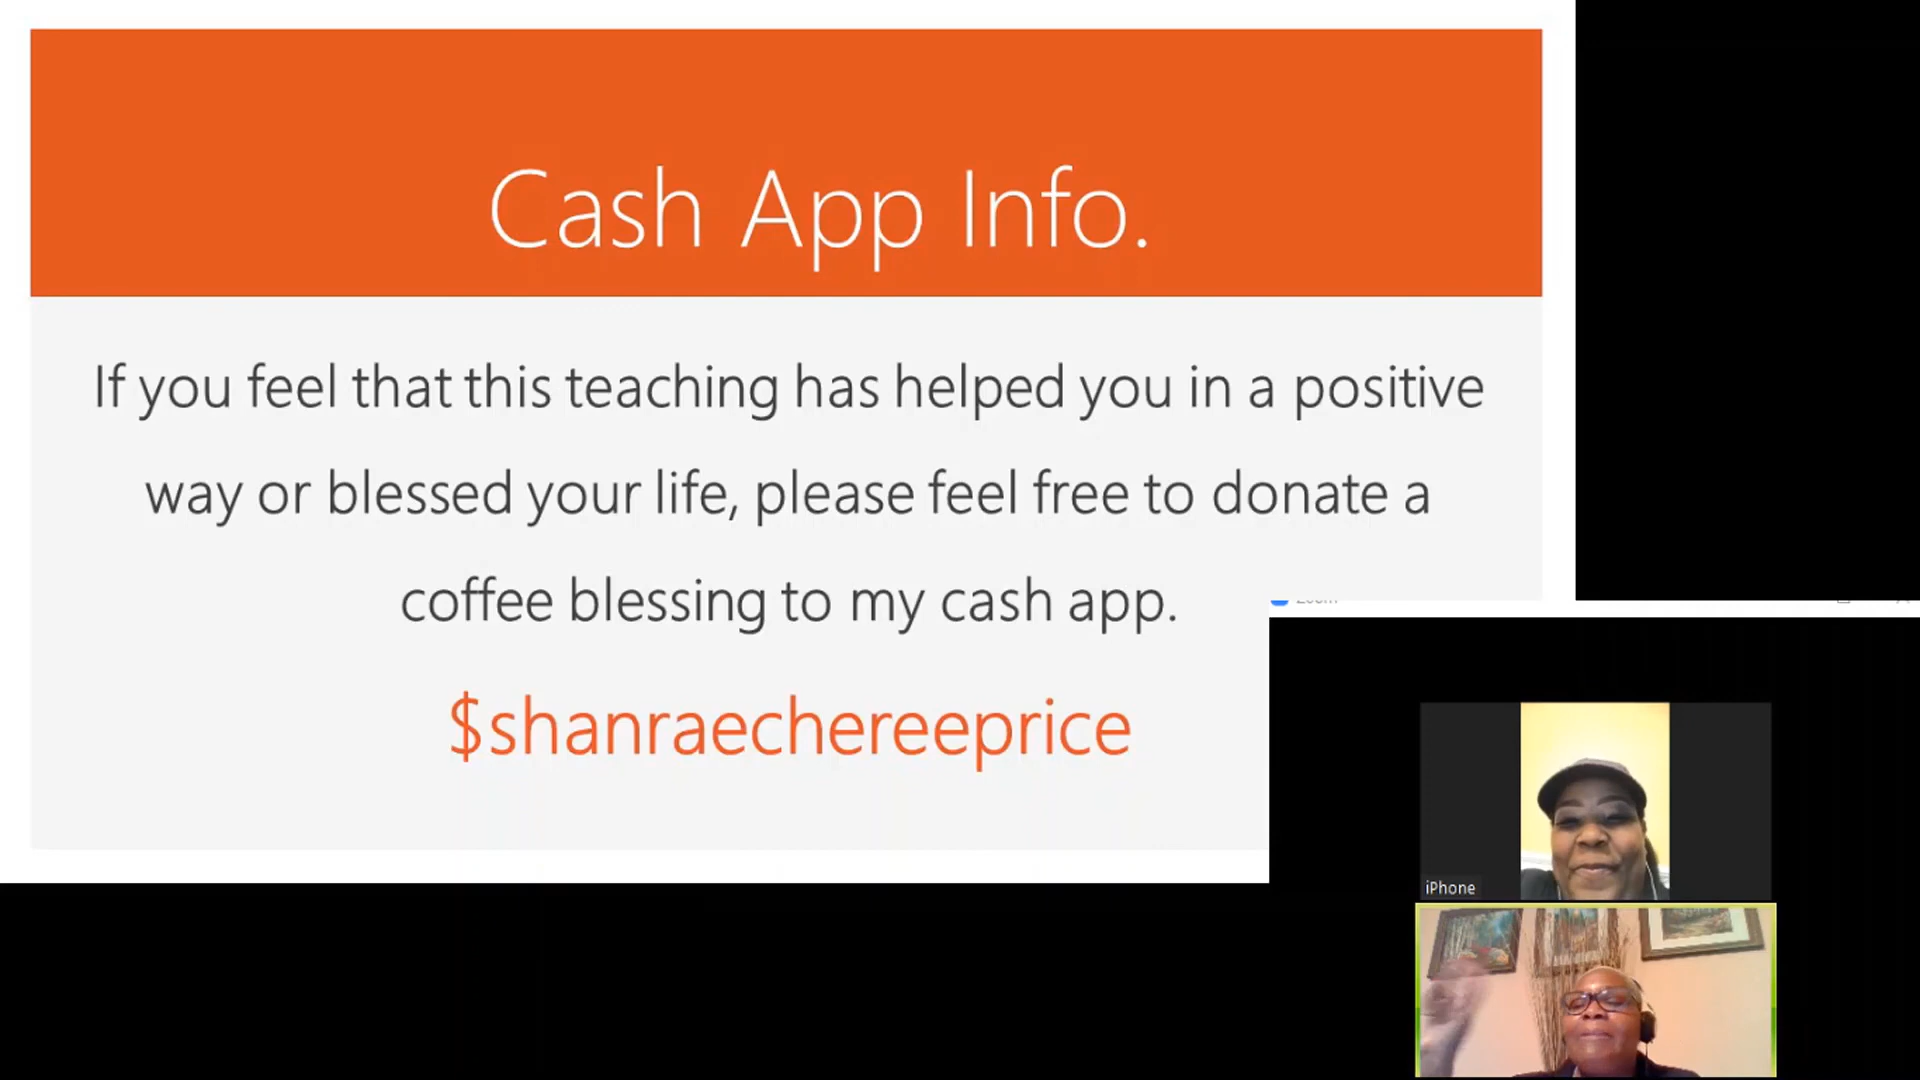 Cash App Info.
If you feel that this teaching has helped you in a positive
way or blessed your life, please feel free to donate a
coffee blessing to my cash app.
$shanraechereeprice
iPhone